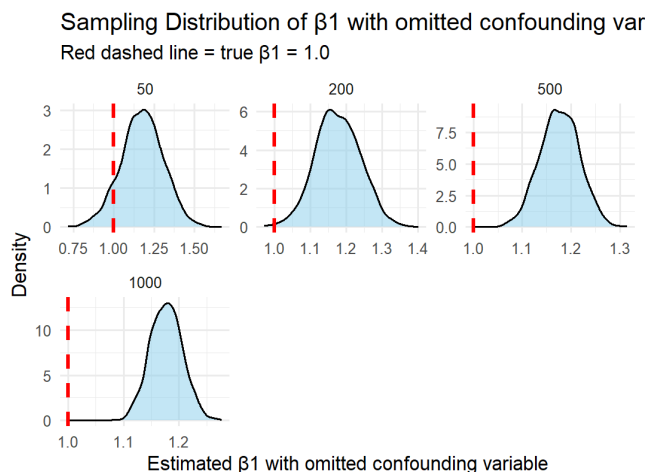 Sampling Distribution of β1 with omitted confounding var
Red dashed line = true β1 = 1.0
50
200
500
3
2
1
0
6
4
2
0
7.5
5.0
2.5
0.0
0.75 1.00 1.25 1.50
1.0 1.1 1.2 1.3 1.4
1.0 1.1 1.2 1.3
Density
1000
10
5
0
1.0 1.1 1.2
Estimated β1 with omitted confounding variable